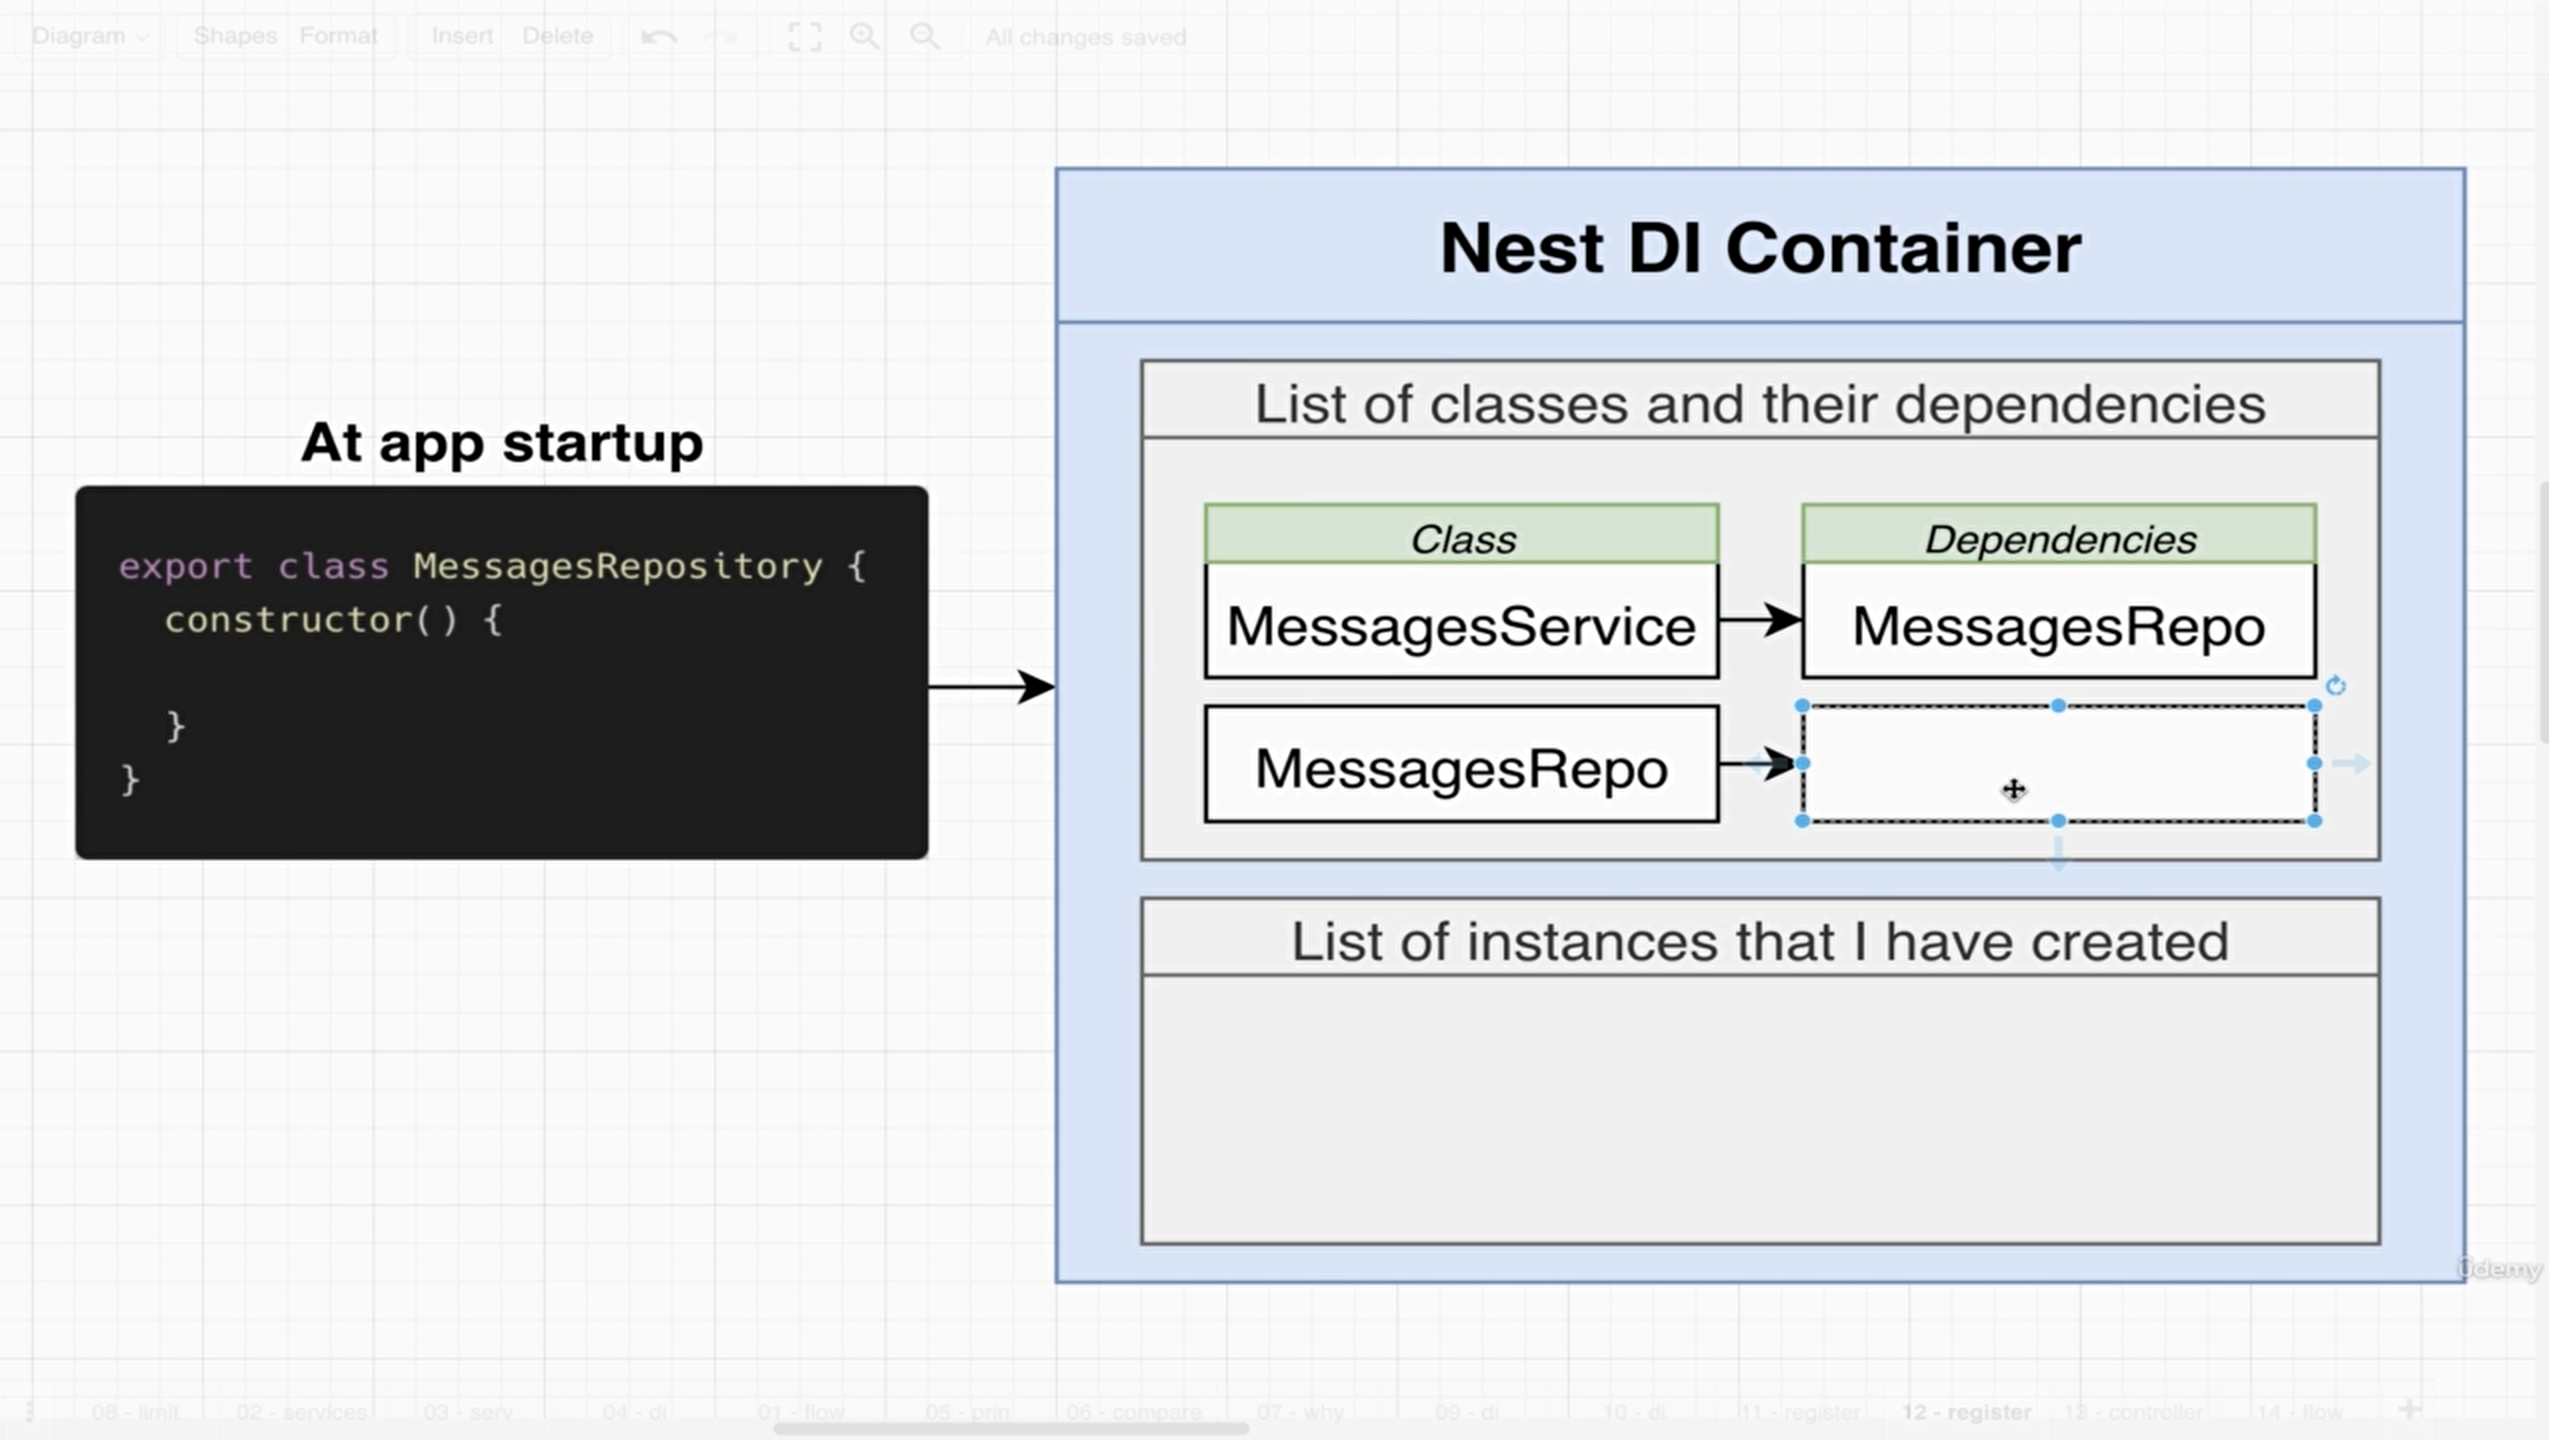 Diagram
Shapes Format
Insert Delete
All changes saved
Nest DI Container
List of classes and their dependencies
At app startup
export class MessagesRepository {
constructor() {
}
}
Class
Dependencies
MessagesService
MessagesRepo
MessagesRepo
List of instances that I have created
Udemy
08 - limit
02 - services
03 - serv
04 - di
01 - flow
05 - prin
06 - compare
07 - why
09 - di
10 - di
11 - register
12 - register
13 - controller
14 - flow